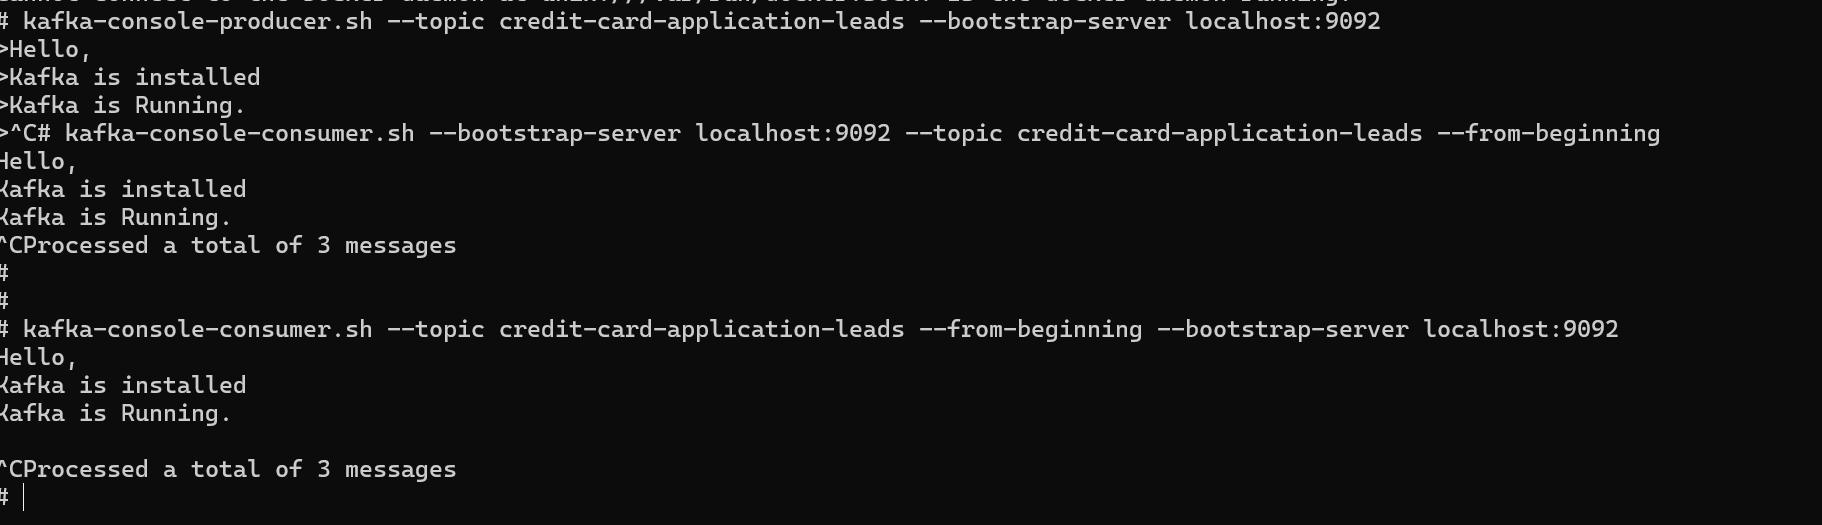 # kafka-console-producer.sh --topic credit-card-application-leads --bootstrap-server localhost:9092
>Hello,
>Kafka is installed
>Kafka is Running.
>^C# kafka-console-consumer.sh --bootstrap-server localhost:9092 --topic credit-card-application-leads --from-beginning
Hello,
Kafka is installed
Kafka is Running.
^CProcessed a total of 3 messages
#
#
# kafka-console-consumer.sh --topic credit-card-application-leads --from-beginning --bootstrap-server localhost:9092
Hello,
Kafka is installed
Kafka is Running.
^CProcessed a total of 3 messages
#